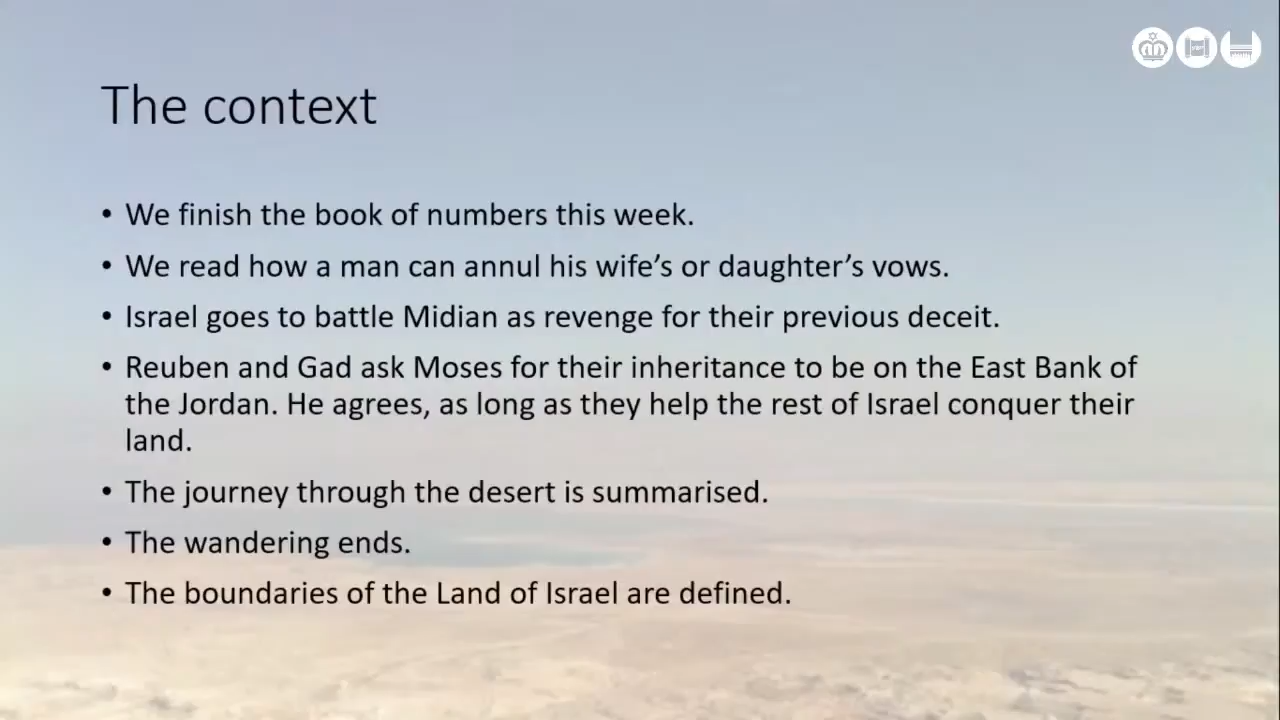 The context
• We finish the book of numbers this week.
• We read how a man can annul his wife’s or daughter’s vows.
• Israel goes to battle Midian as revenge for their previous deceit.
• Reuben and Gad ask Moses for their inheritance to be on the East Bank of
the Jordan. He agrees, as long as they help the rest of Israel conquer their
land.
• The journey through the desert is summarised.
• The wandering ends.
• The boundaries of the Land of Israel are defined.